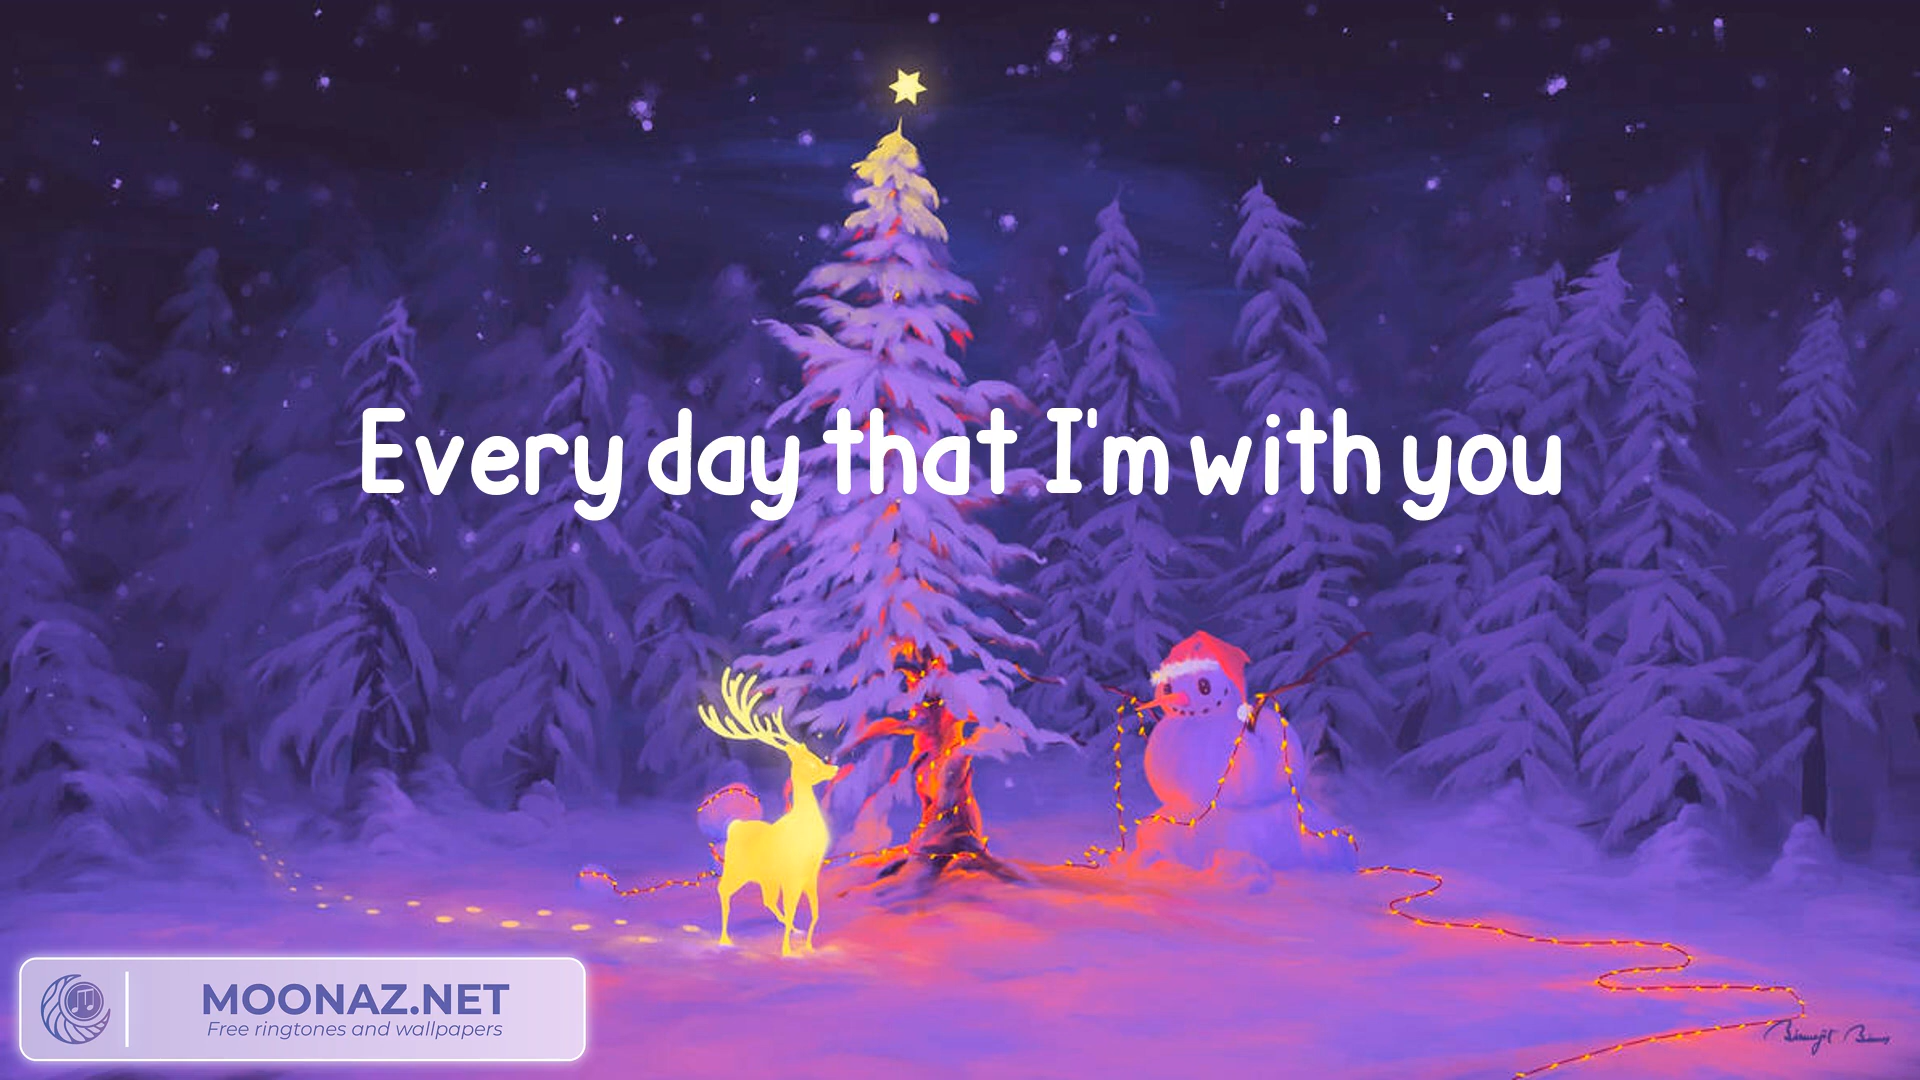 Every day that I'm with you
MOONAZ.NET
Free ringtones and wallpapers